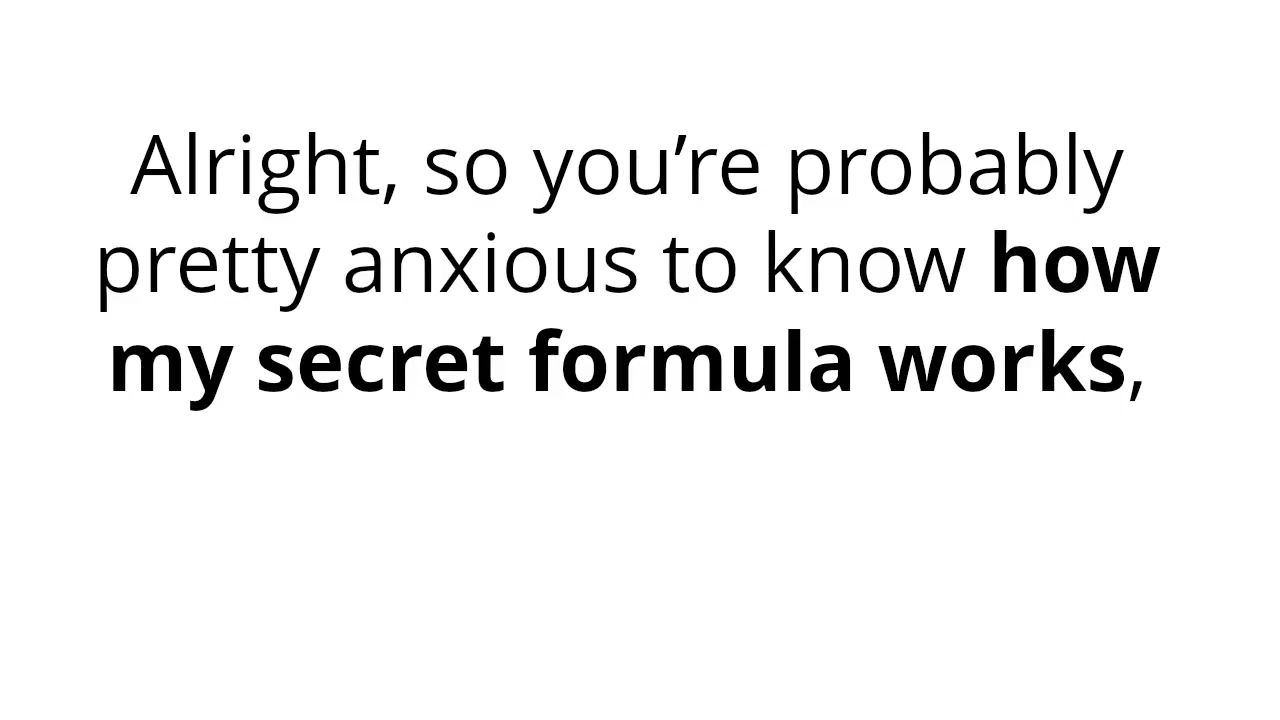 Alright, so you’re probably
pretty anxious to know how
my secret formula works,